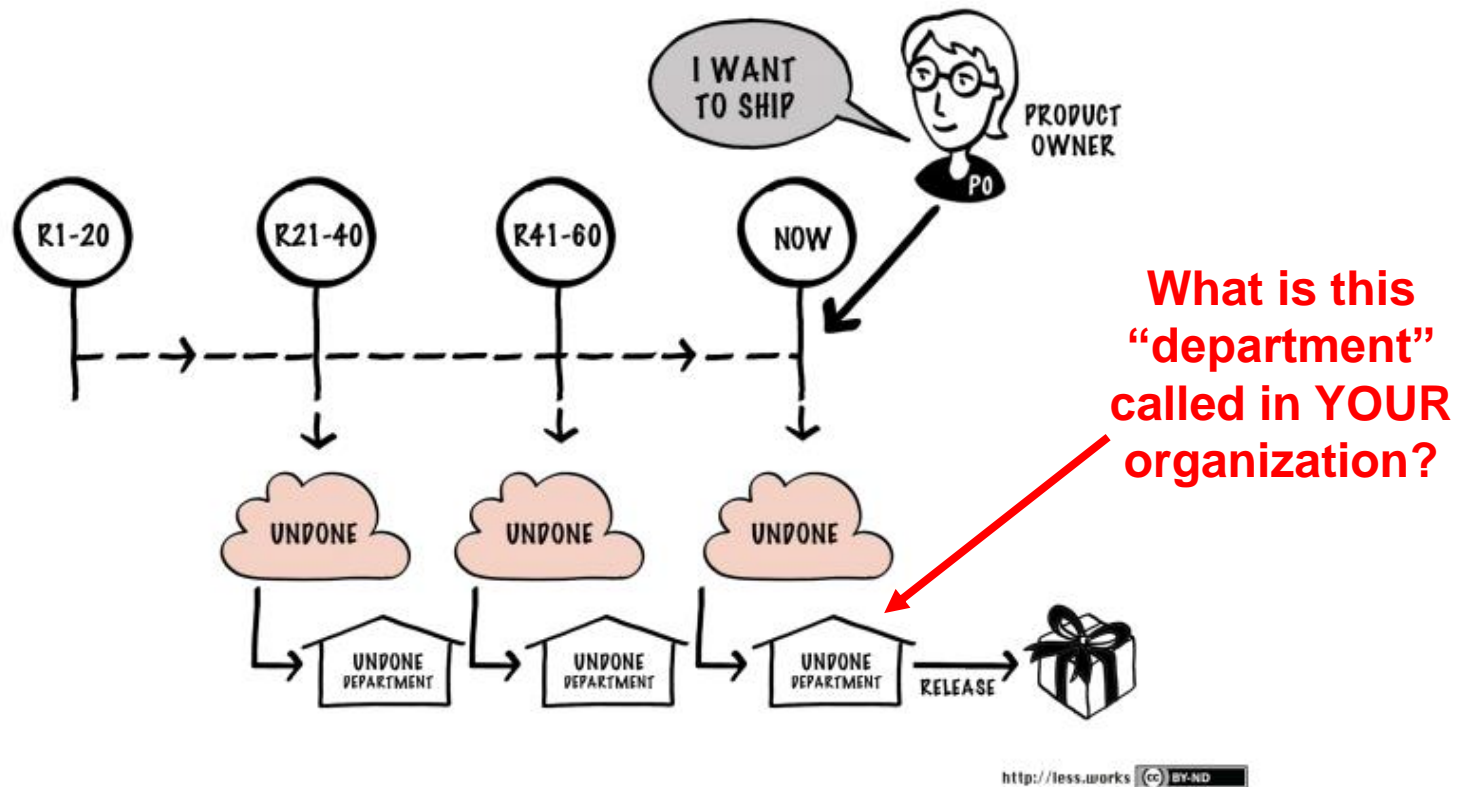 I WANT
TO SHIP
PRODUCT
OWNER
PO
R1-20
R21-40
R41-60
NOW
What is this
“department”
called in YOUR
organization?
UNDONE
UNDONE
UNDONE
UNDONE
DEPARTMENT
UNDONE
DEPARTMENT
UNDONE
DEPARTMENT
RELEASE
http://less.works (cc) BY-ND